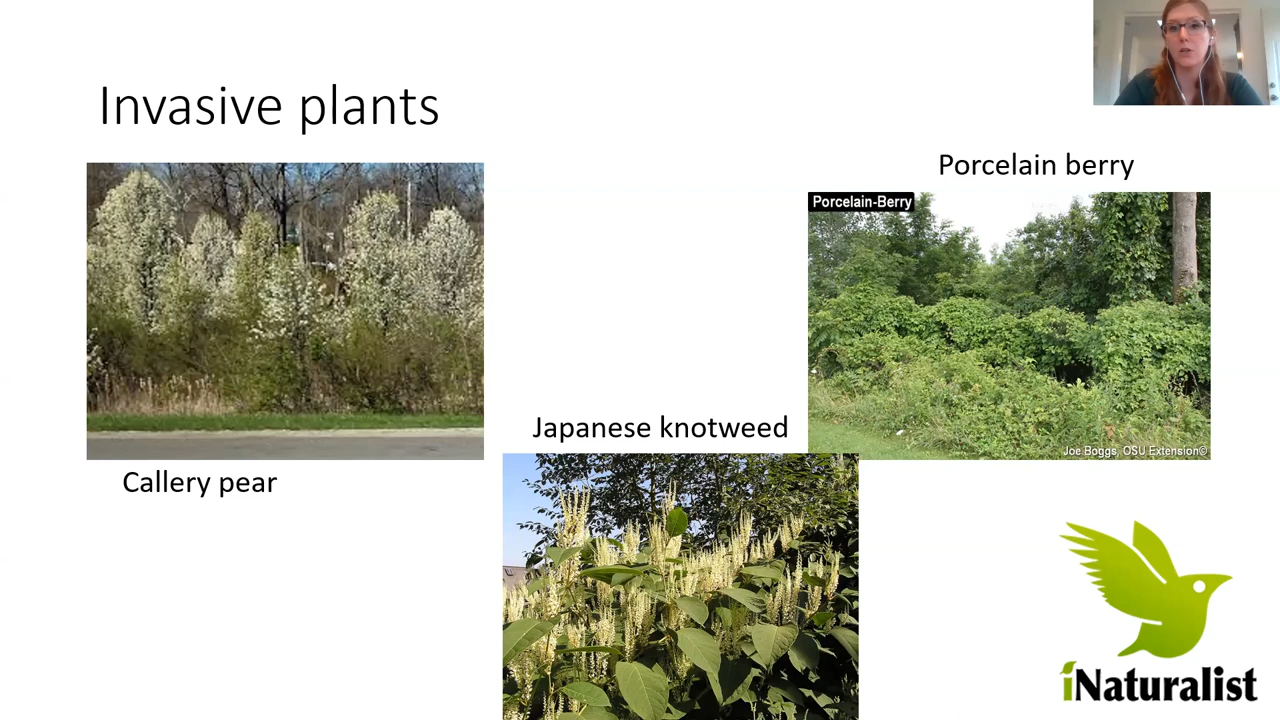 Invasive plants
Porcelain berry
Porcelain-Berry
Joe Boggs, OSU Extension©
Japanese knotweed
Callery pear
iNaturalist